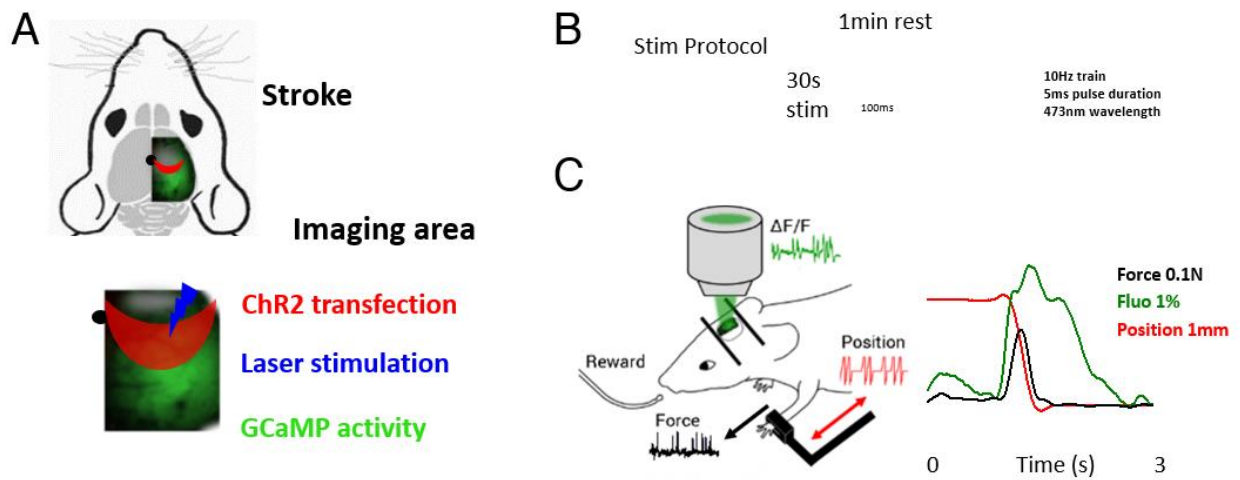 A
Stroke
Imaging area
ChR2 transfection
Laser stimulation
GCaMP activity
B
1min rest
Stim Protocol
30s
stim
100ms
10Hz train
5ms pulse duration
473nm wavelength
C
ΔF/F
Reward
Position
Force
Force 0.1N
Fluo 1%
Position 1mm
0 Time (s) 3